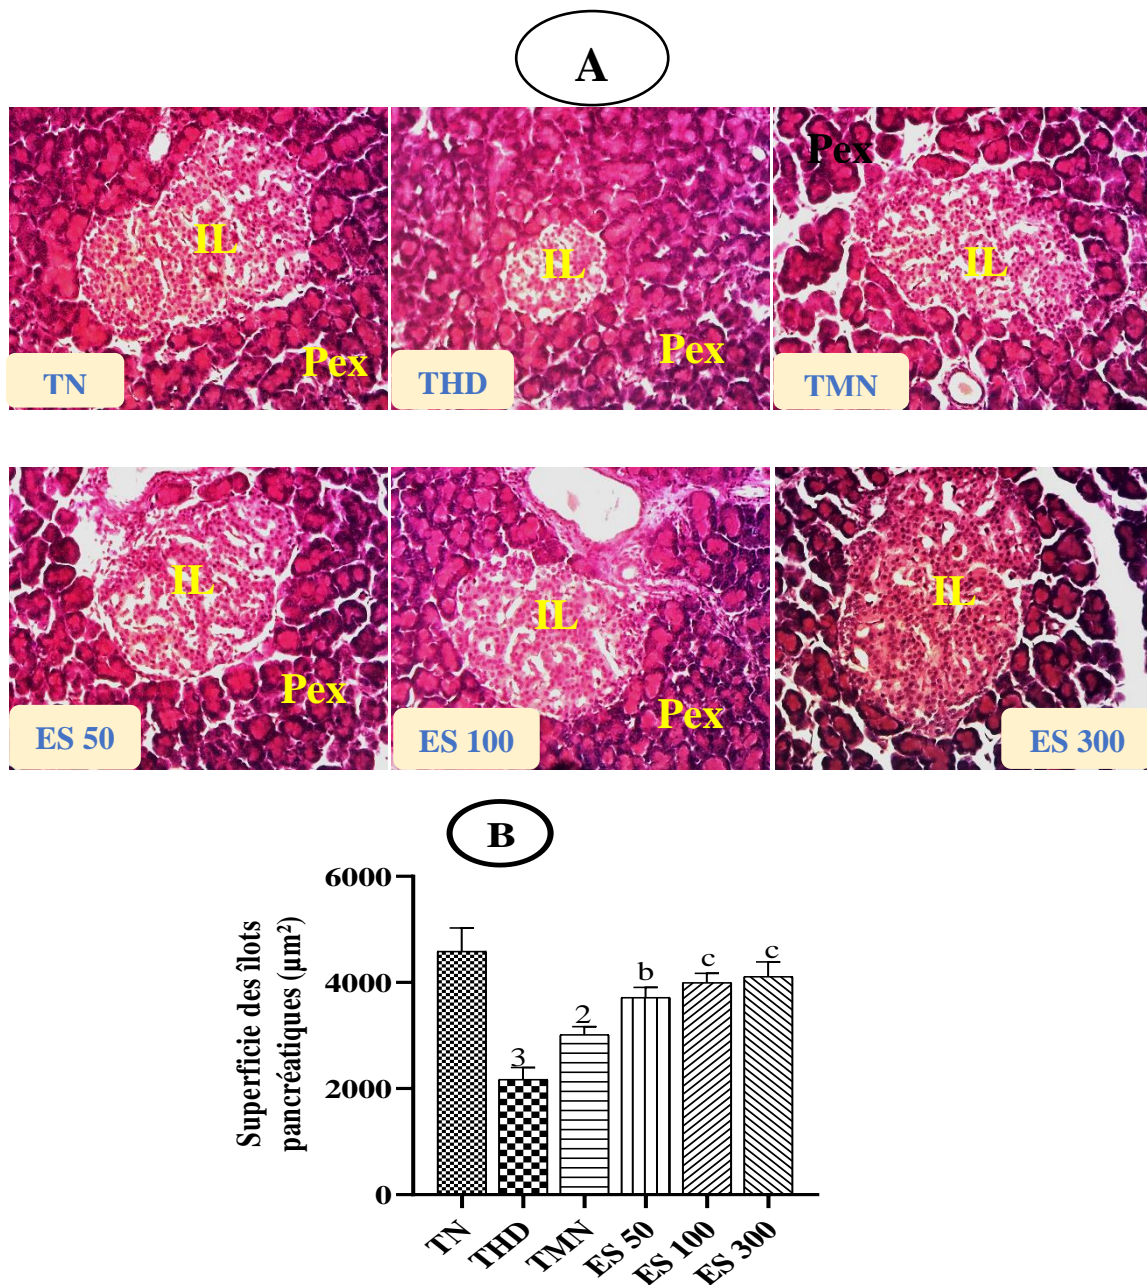 A
IL
Pex
TN
IL
Pex
THD
Pex
IL
TMN
IL
Pex
ES 50
IL
Pex
ES 100
IL
ES 300
B
Superficie des îlots
pancréatiques (µm²)
6000
4000
2000
0
3
2
b
c
c
TN
THD
TMN
ES 50
ES 100
ES 300